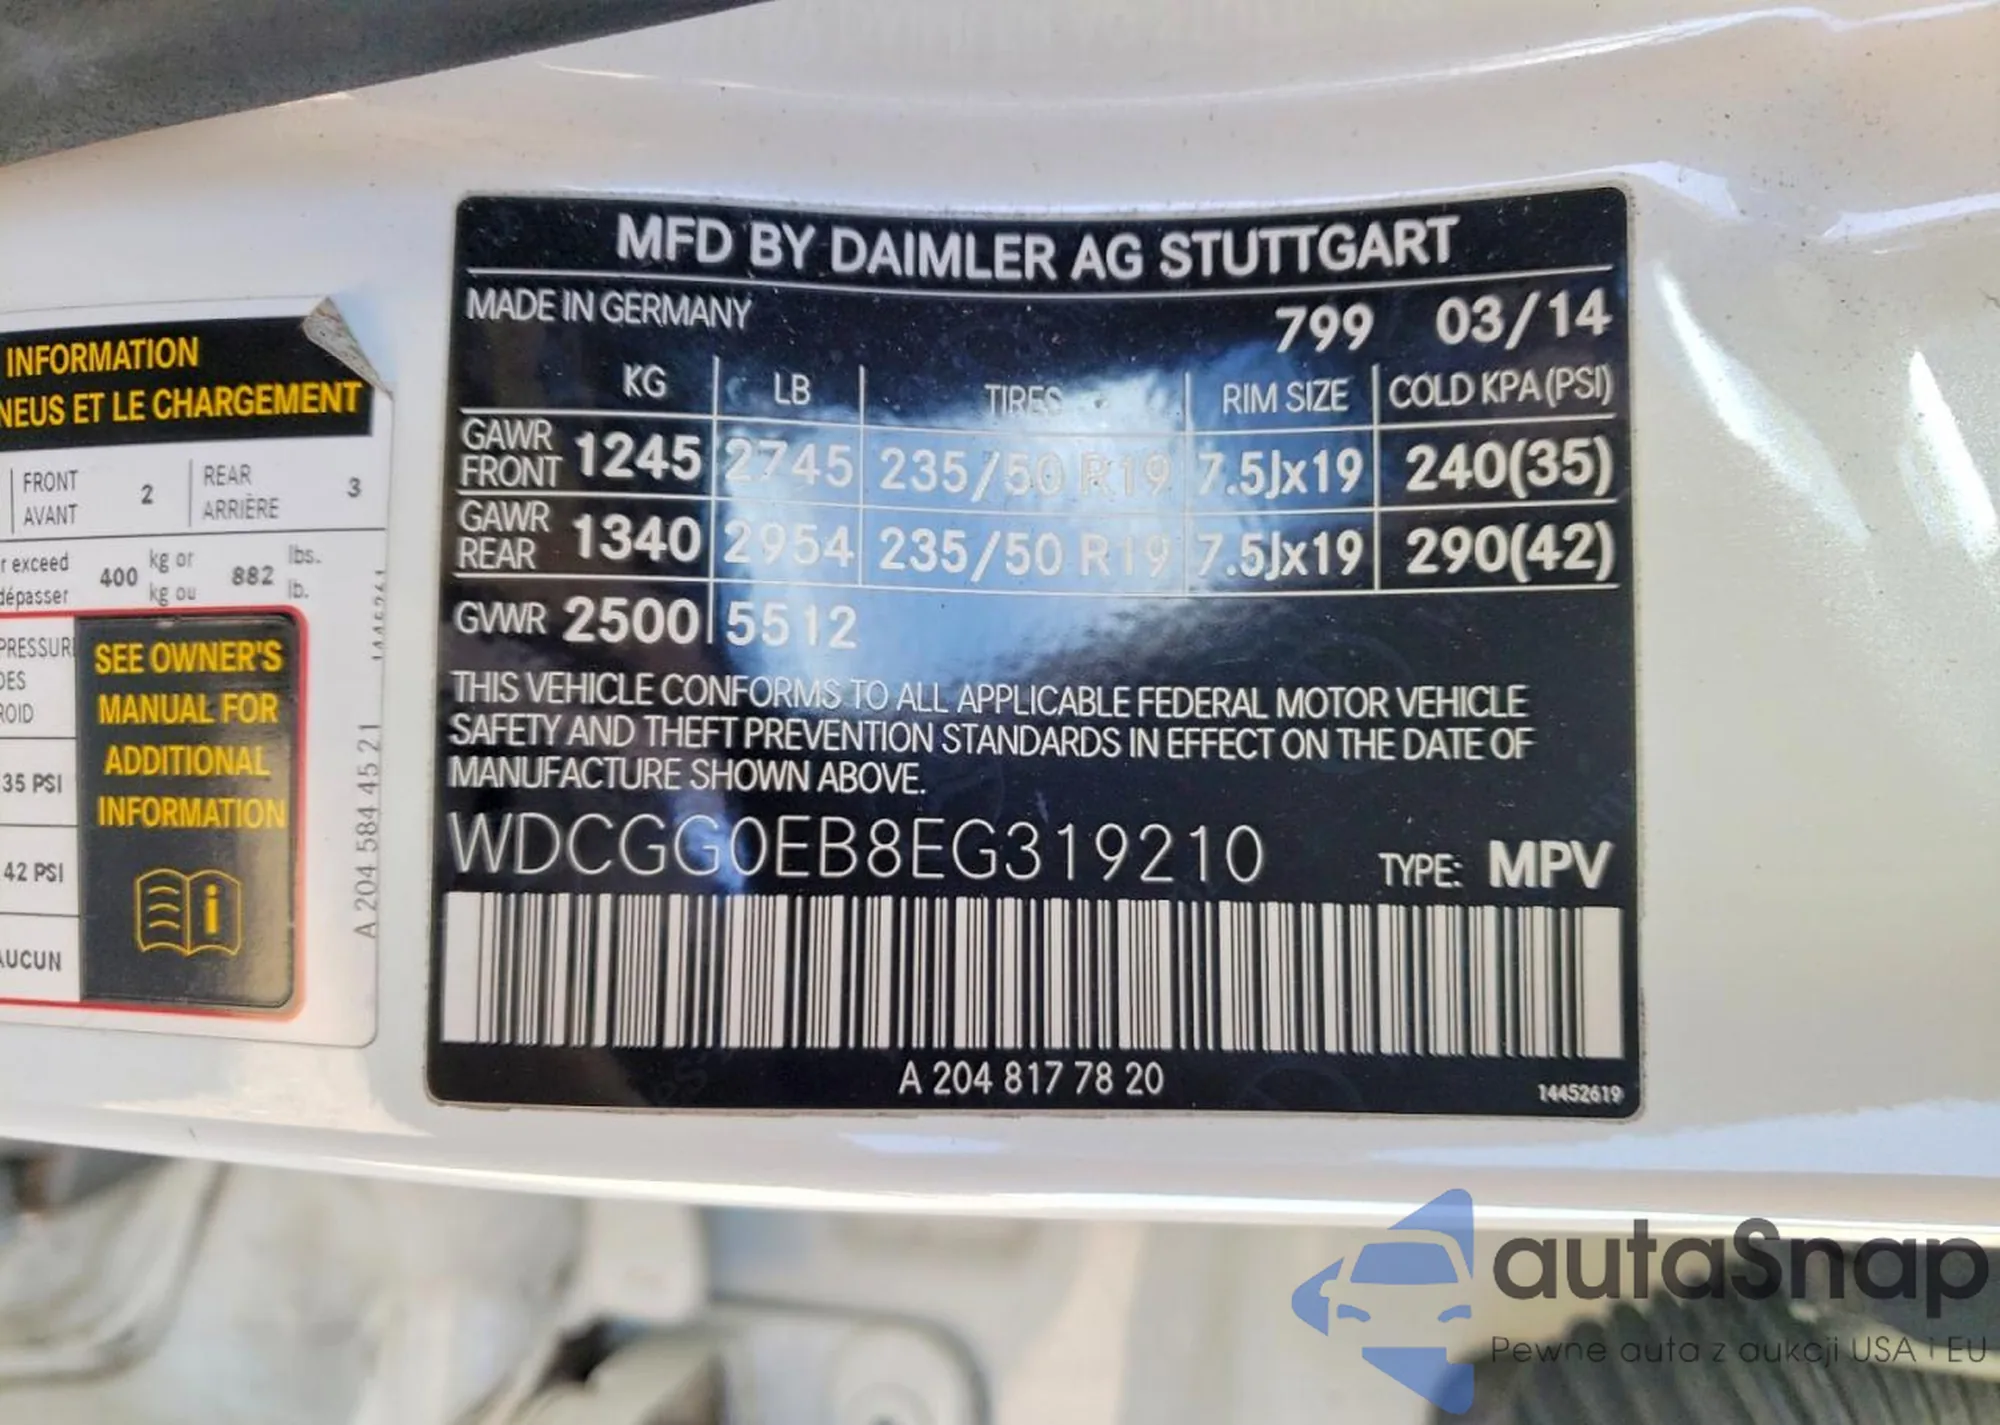 MFD BY DAIMLER AG STUTTGART
MADE IN GERMANY 799 03/14
KG LB TIRES RIM SIZE COLD KPA (PSI)
GAWR FRONT 1245 2745 235/50 R19 7.5Jx19 240(35)
GAWR REAR 1340 2954 235/50 R19 7.5Jx19 290(42)
GVWR 2500 5512
THIS VEHICLE CONFORMS TO ALL APPLICABLE FEDERAL MOTOR VEHICLE
SAFETY AND THEFT PREVENTION STANDARDS IN EFFECT ON THE DATE OF
MANUFACTURE SHOWN ABOVE.
WDCGG0EB8EG319210 TYPE: MPV
A 204 817 78 20
14452619
INFORMATION
ET LE CHARGEMENT
FRONT 2 REAR 3
AVANT ARRIÈRE
exceed 400 kg or 882 lbs.
dépasser kg ou lb.
35 PSI
42 PSI
AUCUN
SEE OWNER'S
MANUAL FOR
ADDITIONAL
INFORMATION
i
A 204 584 45 21
autaSnap
Pewne auta z aukcji USA i EU